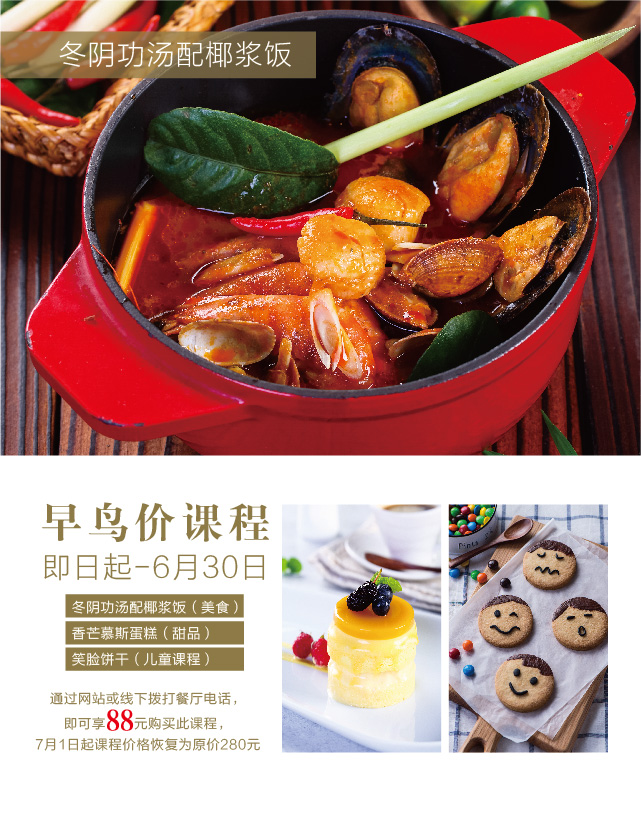 冬阴功汤配椰浆饭
早鸟价课程
即日起-6月30日
冬阴功汤配椰浆饭（美食）
香芒慕斯蛋糕（甜品）
笑脸饼干（儿童课程）
通过网站或线下拨打餐厅电话，
即可享88元购买此课程，
7月1日起课程价格恢复为原价280元